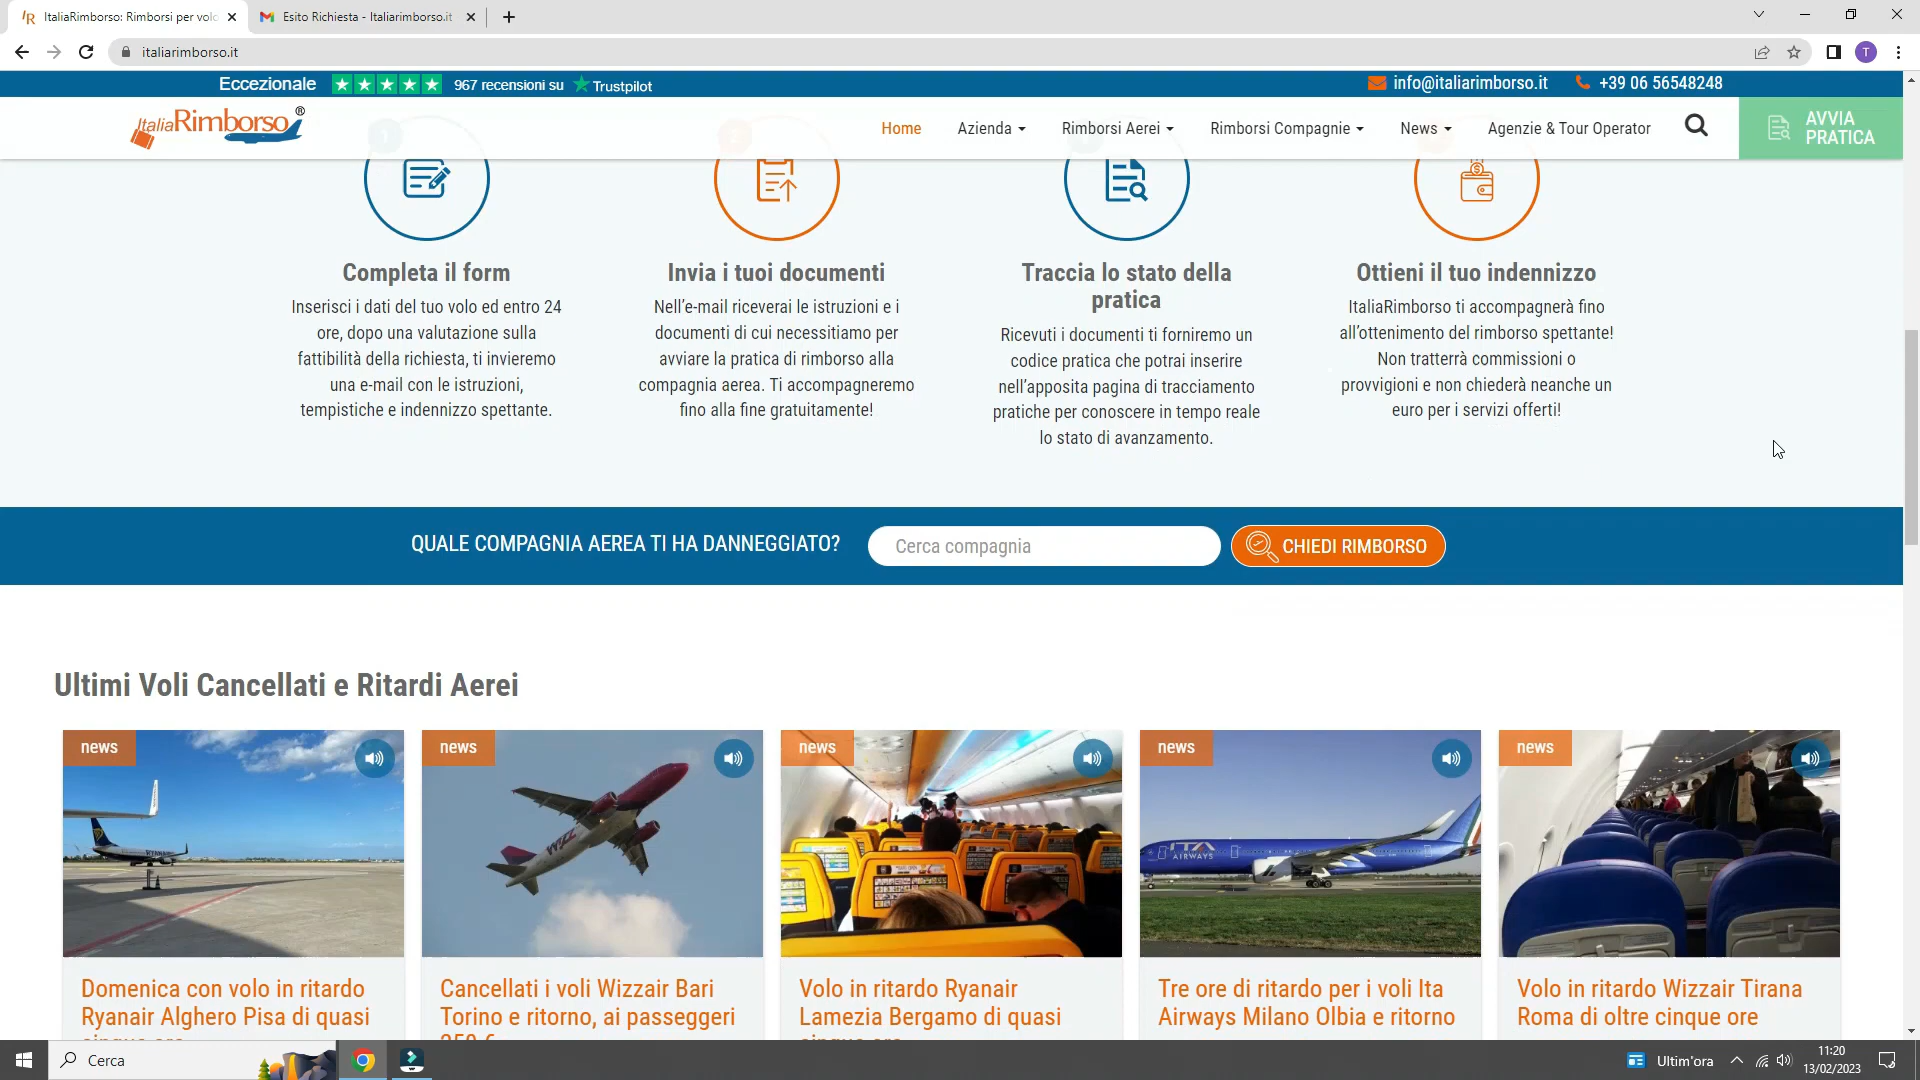 ItaliaRimborso: Rimborsi per volo
Esito Richiesta - Italiarimborso.it
italiarimborso.it
T
Eccezionale 967 recensioni su Trustpilot
info@italiarimborso.it +39 06 56548248
ItaliaRimborso®
Home Azienda Rimborsi Aerei Rimborsi Compagnie News Agenzie & Tour Operator
AVVIA
PRATICA
Completa il form
Inserisci i dati del tuo volo ed entro 24
ore, dopo una valutazione sulla
fattibilità della richiesta, ti invieremo
una e-mail con le istruzioni,
tempistiche e indennizzo spettante.
Invia i tuoi documenti
Nell'e-mail riceverai le istruzioni e i
documenti di cui necessitiamo per
avviare la pratica di rimborso alla
compagnia aerea. Ti accompagneremo
fino alla fine gratuitamente!
Traccia lo stato della
pratica
Ricevuti i documenti ti forniremo un
codice pratica che potrai inserire
nell'apposita pagina di tracciamento
pratiche per conoscere in tempo reale
lo stato di avanzamento.
Ottieni il tuo indennizzo
ItaliaRimborso ti accompagnerà fino
all'ottenimento del rimborso spettante!
Non tratterrà commissioni o
provvigioni e non chiederà neanche un
euro per i servizi offerti!
QUALE COMPAGNIA AEREA TI HA DANNEGGIATO?
Cerca compagnia
CHIEDI RIMBORSO
Ultimi Voli Cancellati e Ritardi Aerei
news
RYANAIR
Domenica con volo in ritardo
Ryanair Alghero Pisa di quasi
cinque ore
news
WIZZ
Cancellati i voli Wizzair Bari
Torino e ritorno, ai passeggeri
250 €
news
Volo in ritardo Ryanair
Lamezia Bergamo di quasi
cinque ore
news
ITA
AIRWAYS
Tre ore di ritardo per i voli Ita
Airways Milano Olbia e ritorno
news
Volo in ritardo Wizzair Tirana
Roma di oltre cinque ore
Cerca
Ultim'ora
11:20
13/02/2023